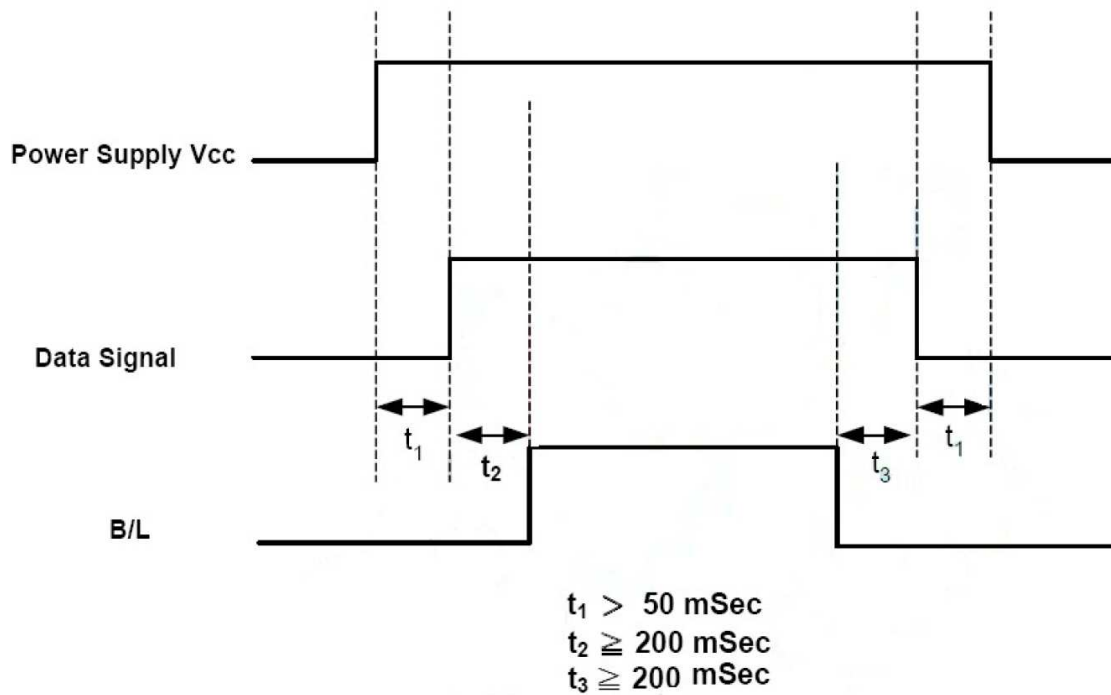 Power Supply Vcc
Data Signal
t₁
t₂
t₃
t₁
B/L
t₁ > 50 mSec
t₂ ≧ 200 mSec
t₃ ≧ 200 mSec